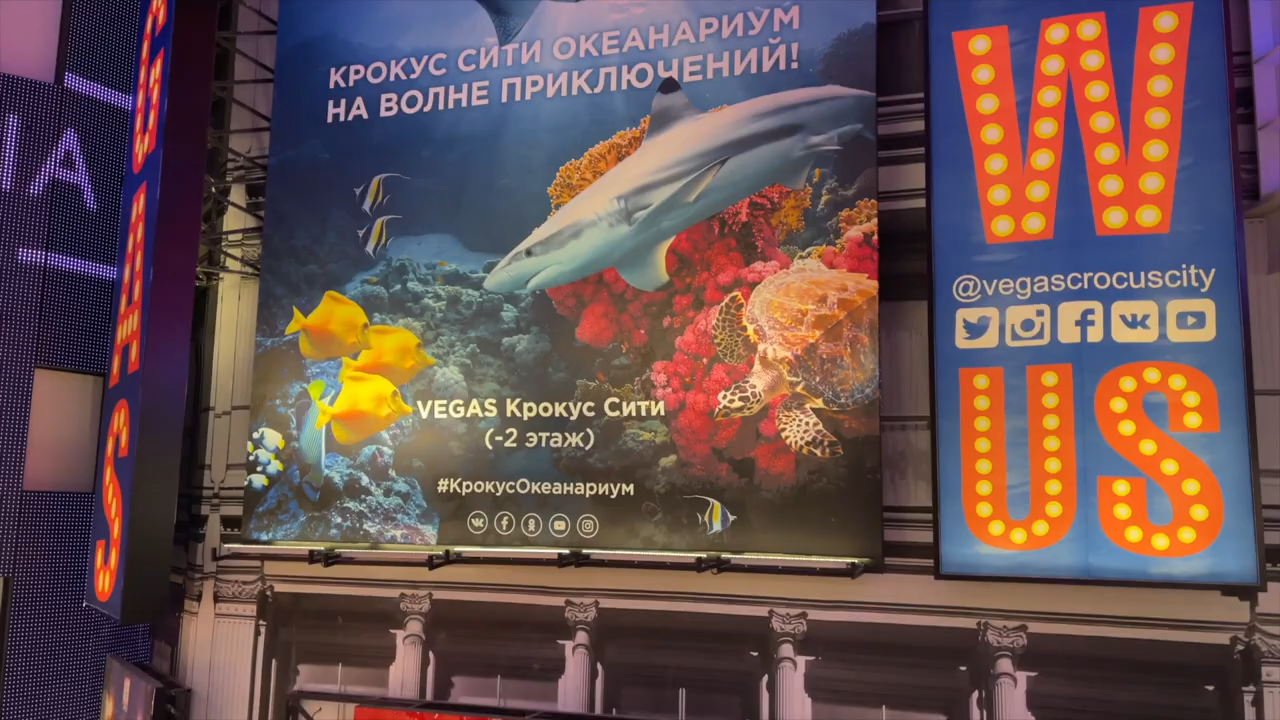 КРОКУС СИТИ ОКЕАНАРИУМ
НА ВОЛНЕ ПРИКЛЮЧЕНИЙ!
VEGAS Крокус Сити
(-2 этаж)
#КрокусОкеанариум
W
@vegascrocuscity
US